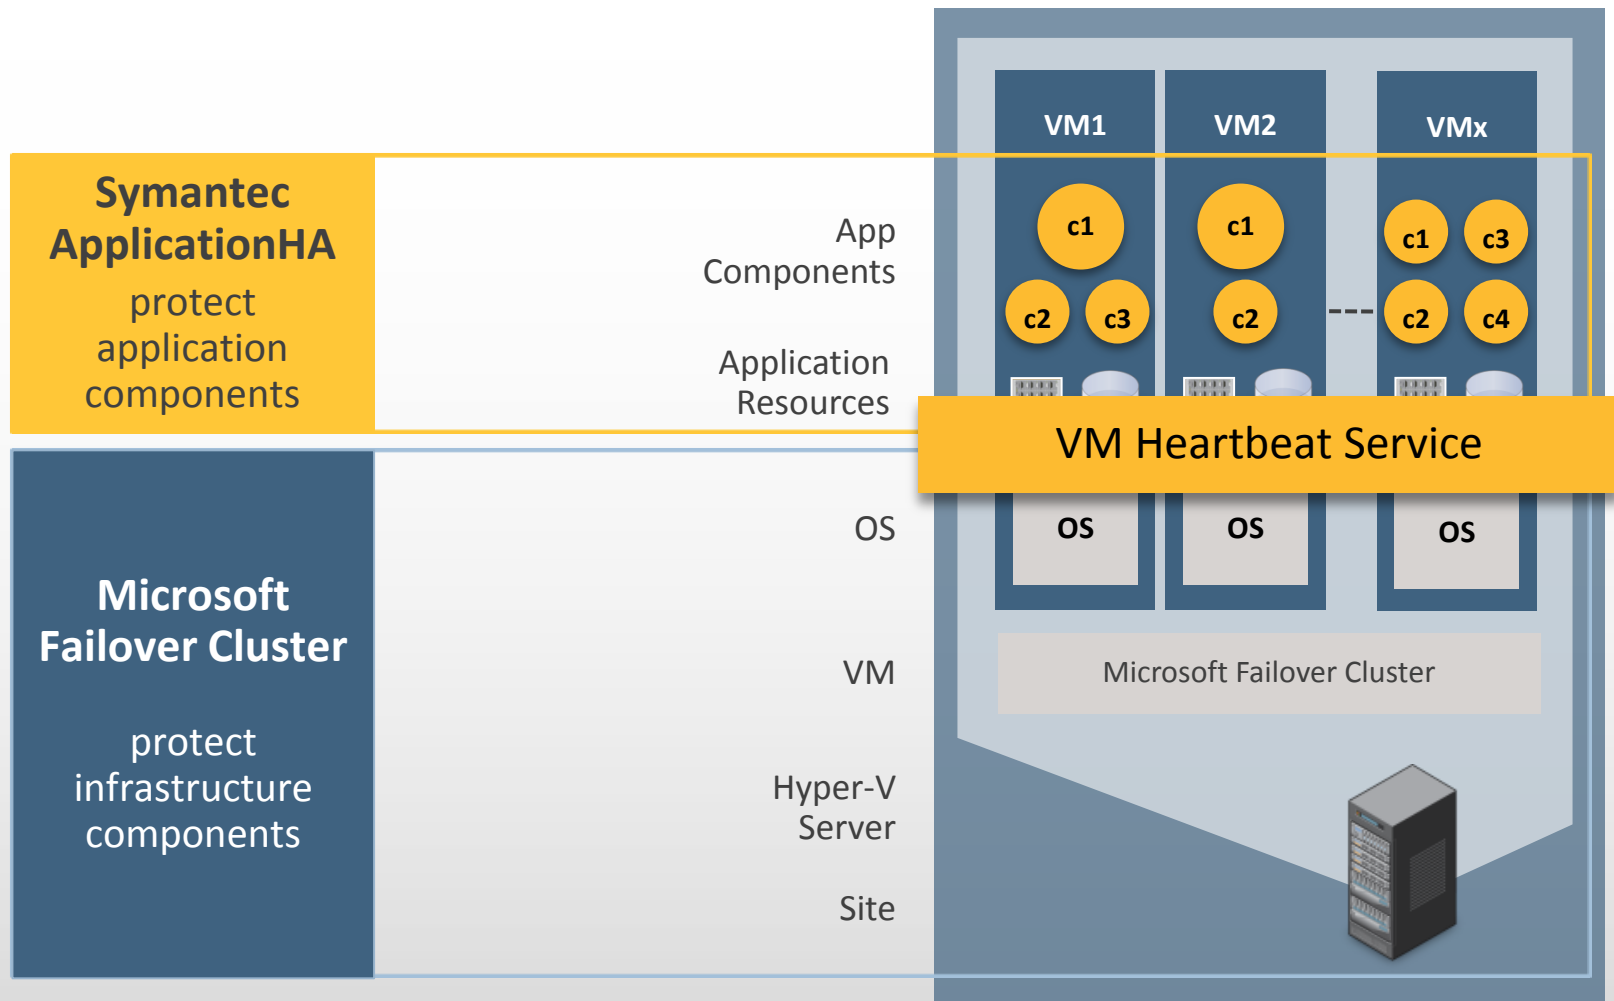 VM1
VM2
VMx
Symantec
ApplicationHA
protect
application
components
App
Components
Application
Resources
c1
c2
c3
c1
c2
c1
c3
c2
c4
VM Heartbeat Service
Microsoft
Failover Cluster
protect
infrastructure
components
OS
VM
Hyper-V
Server
Site
OS
OS
OS
Microsoft Failover Cluster